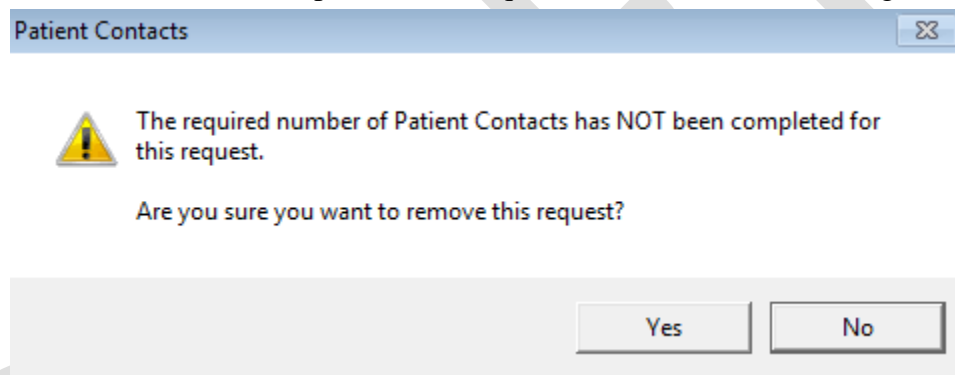 Patient Contacts
The required number of Patient Contacts has NOT been completed for
this request.
Are you sure you want to remove this request?
Yes
No